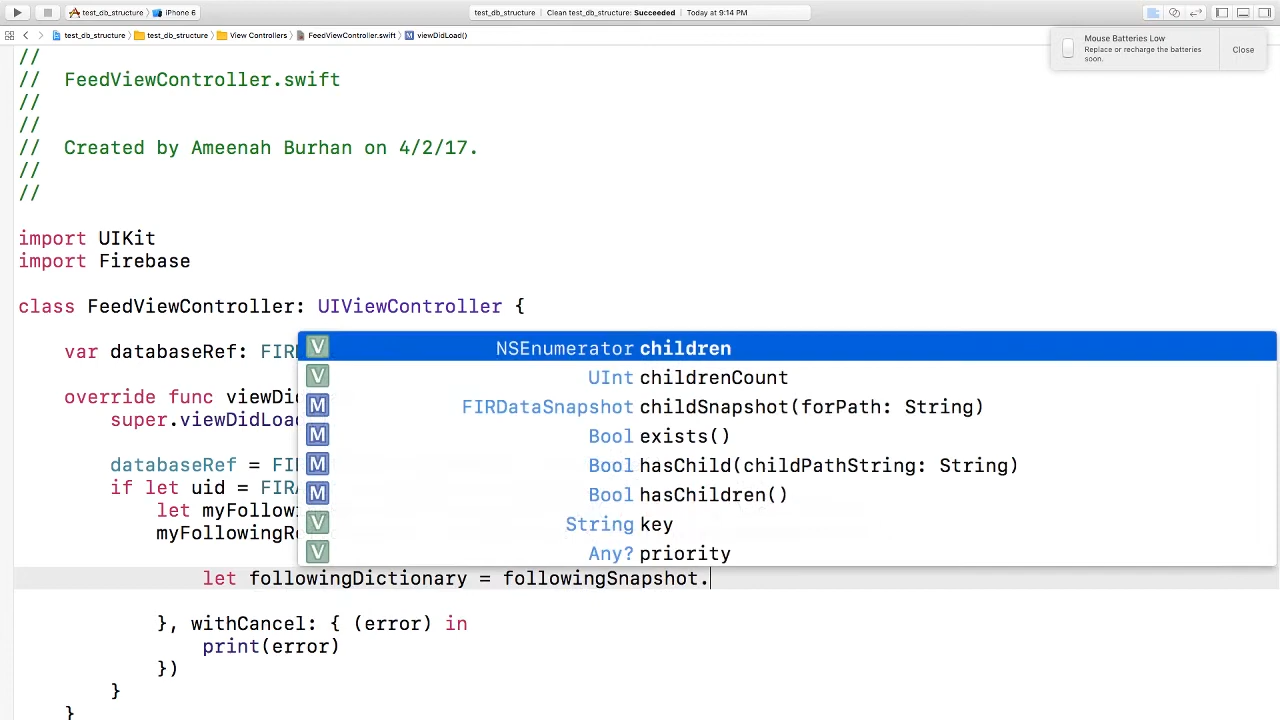 test_db_structure iPhone 6 test_db_structure Clean test_db_structure: Succeeded Today at 9:14 PM
test_db_structure test_db_structure View Controllers FeedViewController.swift M viewDidLoad()
Mouse Batteries Low
Replace or recharge the batteries
soon.
Close
//
// FeedViewController.swift
//
//
// Created by Ameenah Burhan on 4/2/17.
//
//
import UIKit
import Firebase
class FeedViewController: UIViewController {
var databaseRef: FIR
override func viewDi
super.viewDidLoa
databaseRef = FI
if let uid = FIRA
let myFollowi
myFollowingR
V NSEnumerator children
V UInt childrenCount
M FIRDataSnapshot childSnapshot(forPath: String)
M Bool exists()
M Bool hasChild(childPathString: String)
M Bool hasChildren()
V String key
V Any? priority
let followingDictionary = followingSnapshot.
}, withCancel: { (error) in
print(error)
})
}
}